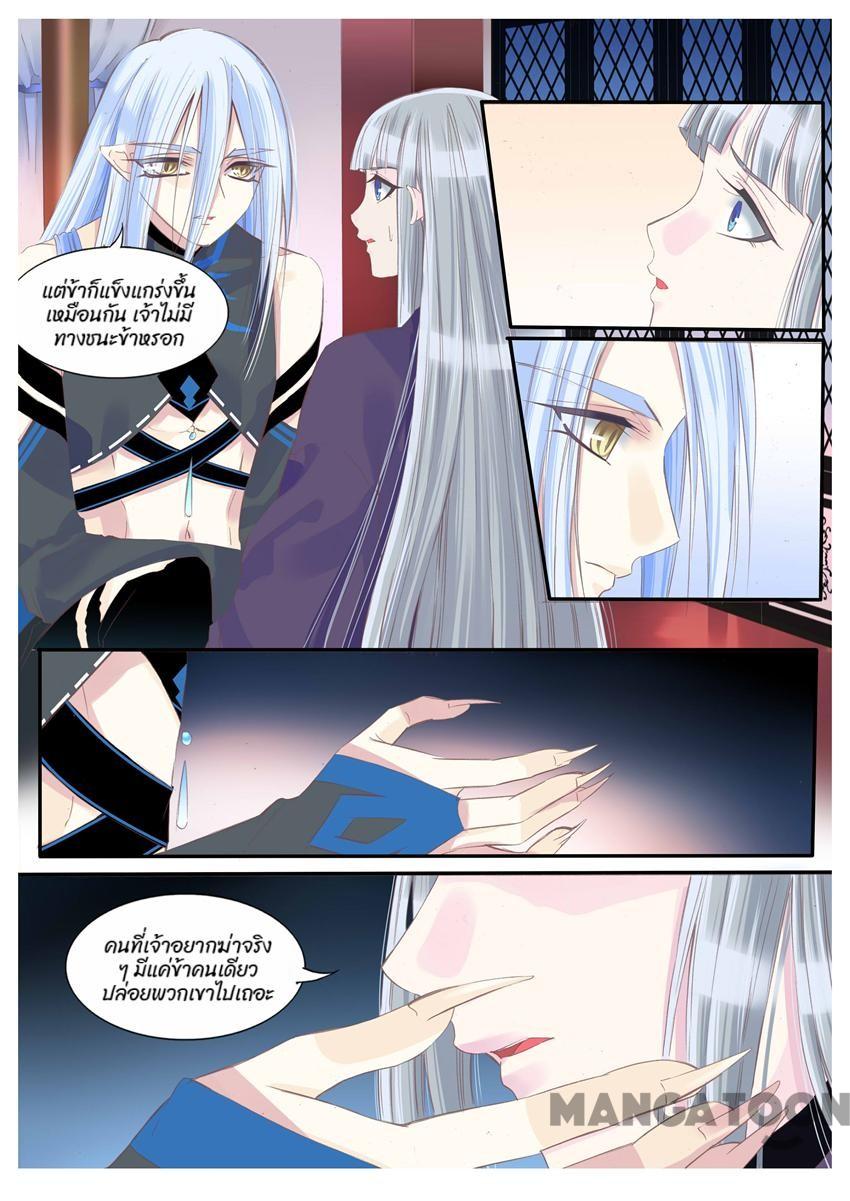 แต่ข้าก็แข็งแกร่งขึ้น
เหมือนกัน เจ้าไม่มี
ทางชนะข้าหรอก
คนที่เจ้าอยากฆ่าจริง
ๆ มีแค่ข้าคนเดียว
ปล่อยพวกเขาไปเถอะ
MANGATOON